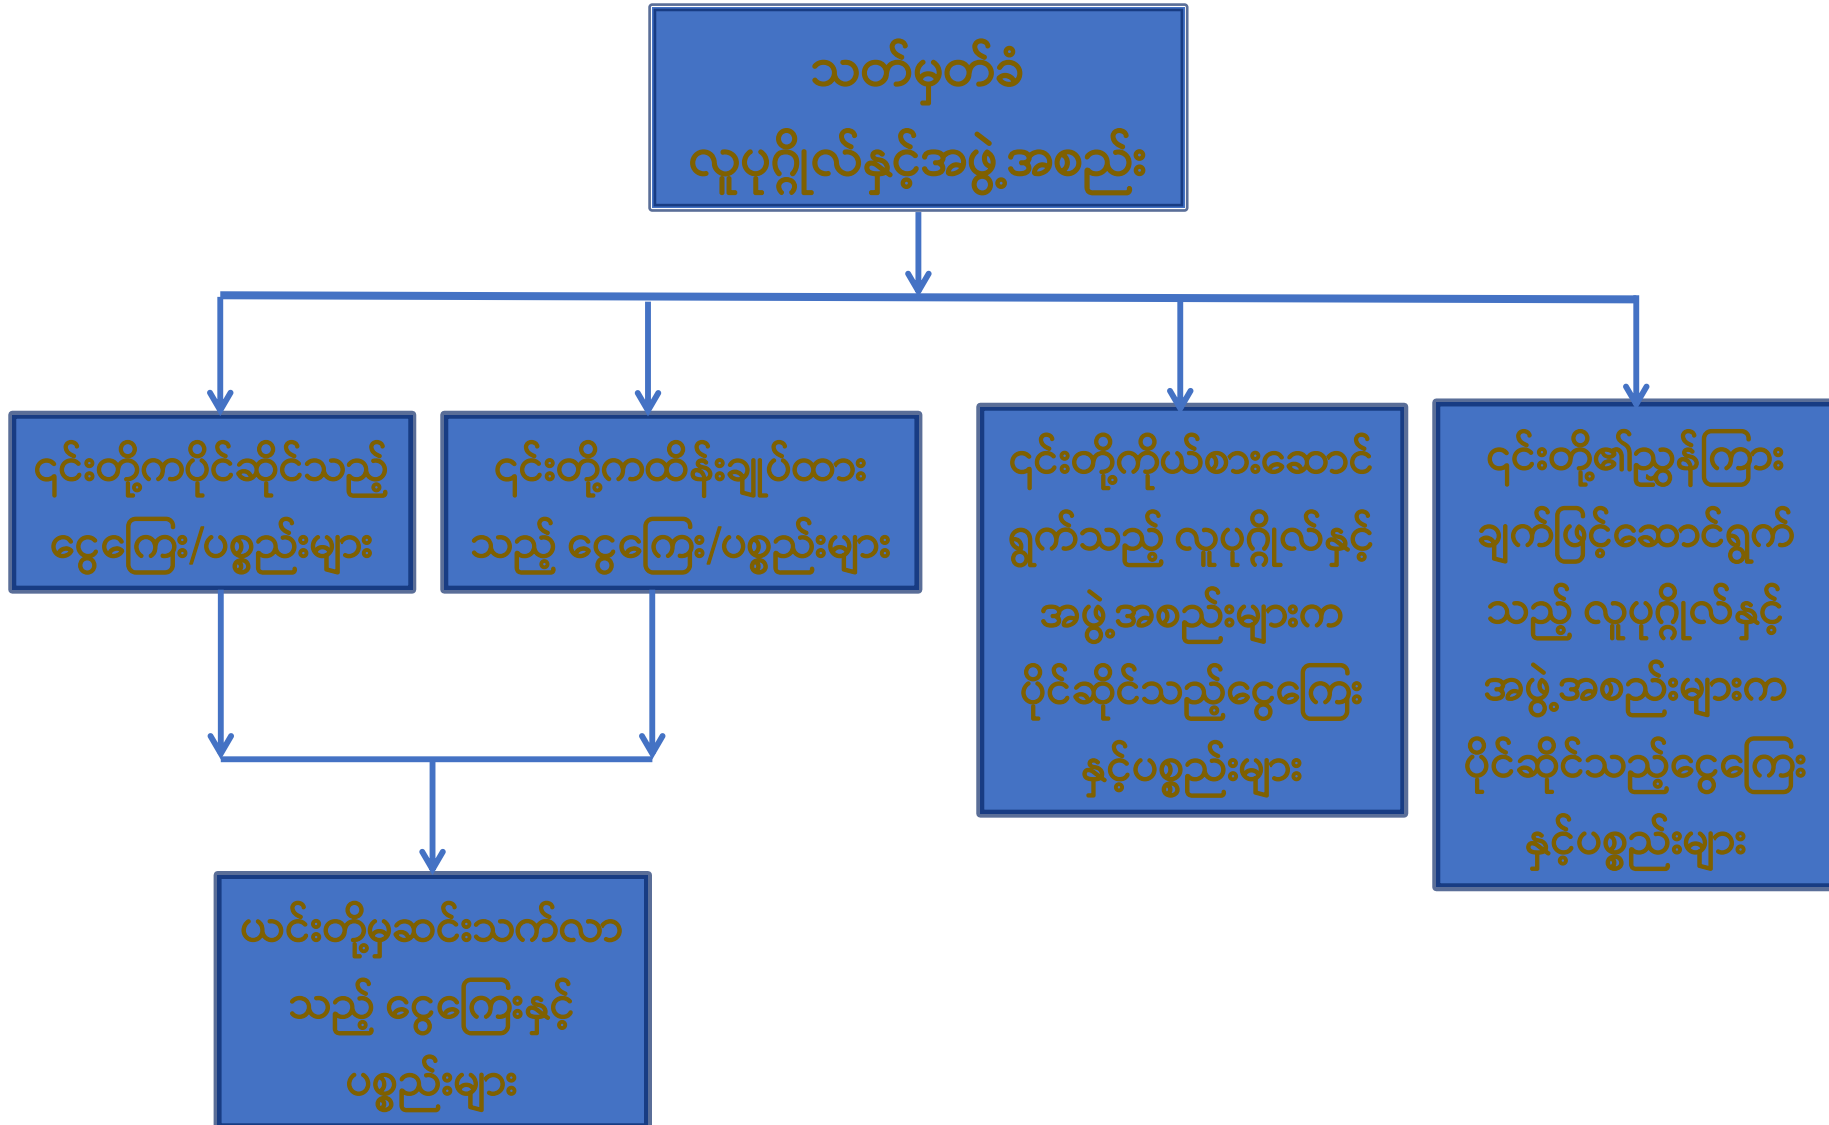 သတ်မှတ်ခံ
လူပုဂ္ဂိုလ်နှင့်အဖွဲ့အစည်း
၎င်းတို့ကပိုင်ဆိုင်သည့်
ငွေကြေး/ပစ္စည်းများ
၎င်းတို့ကထိန်းချုပ်ထား
သည့် ငွေကြေး/ပစ္စည်းများ
၎င်းတို့ကိုယ်စားဆောင်
ရွက်သည့် လူပုဂ္ဂိုလ်နှင့်
အဖွဲ့အစည်းများက
ပိုင်ဆိုင်သည့်ငွေကြေး
နှင့်ပစ္စည်းများ
၎င်းတို့၏ညွှန်ကြား
ချက်ဖြင့်ဆောင်ရွက်
သည့် လူပုဂ္ဂိုလ်နှင့်
အဖွဲ့အစည်းများက
ပိုင်ဆိုင်သည့်ငွေကြေး
နှင့်ပစ္စည်းများ
ယင်းတို့မှဆင်းသက်လာ
သည့် ငွေကြေးနှင့်
ပစ္စည်းများ